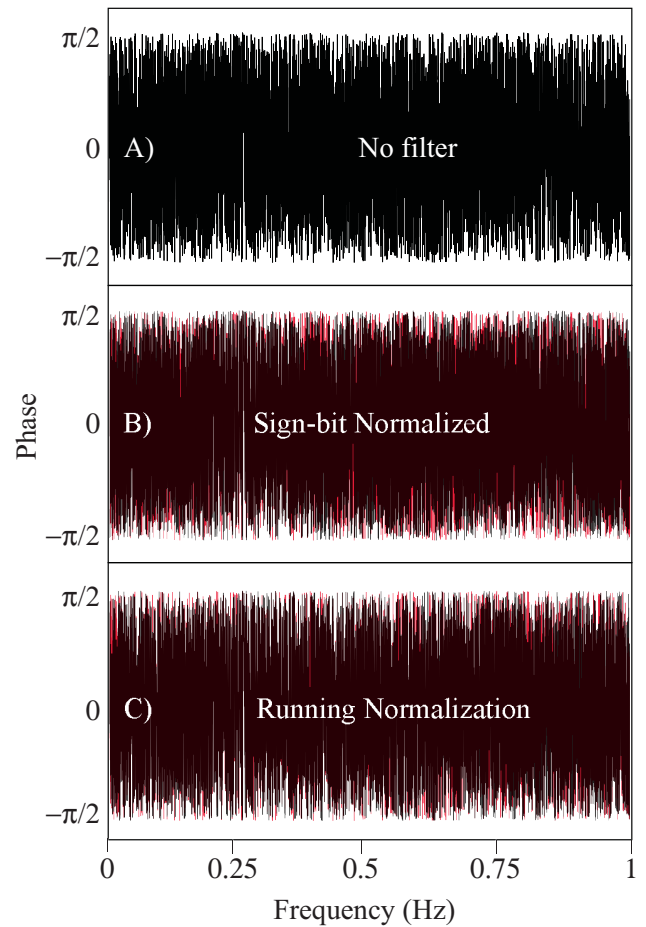 π/2
0
A)
No filter
−π/2
π/2
0
B)
Sign-bit Normalized
−π/2
Phase
π/2
0
C)
Running Normalization
−π/2
0 0.25 0.5 0.75 1
Frequency (Hz)